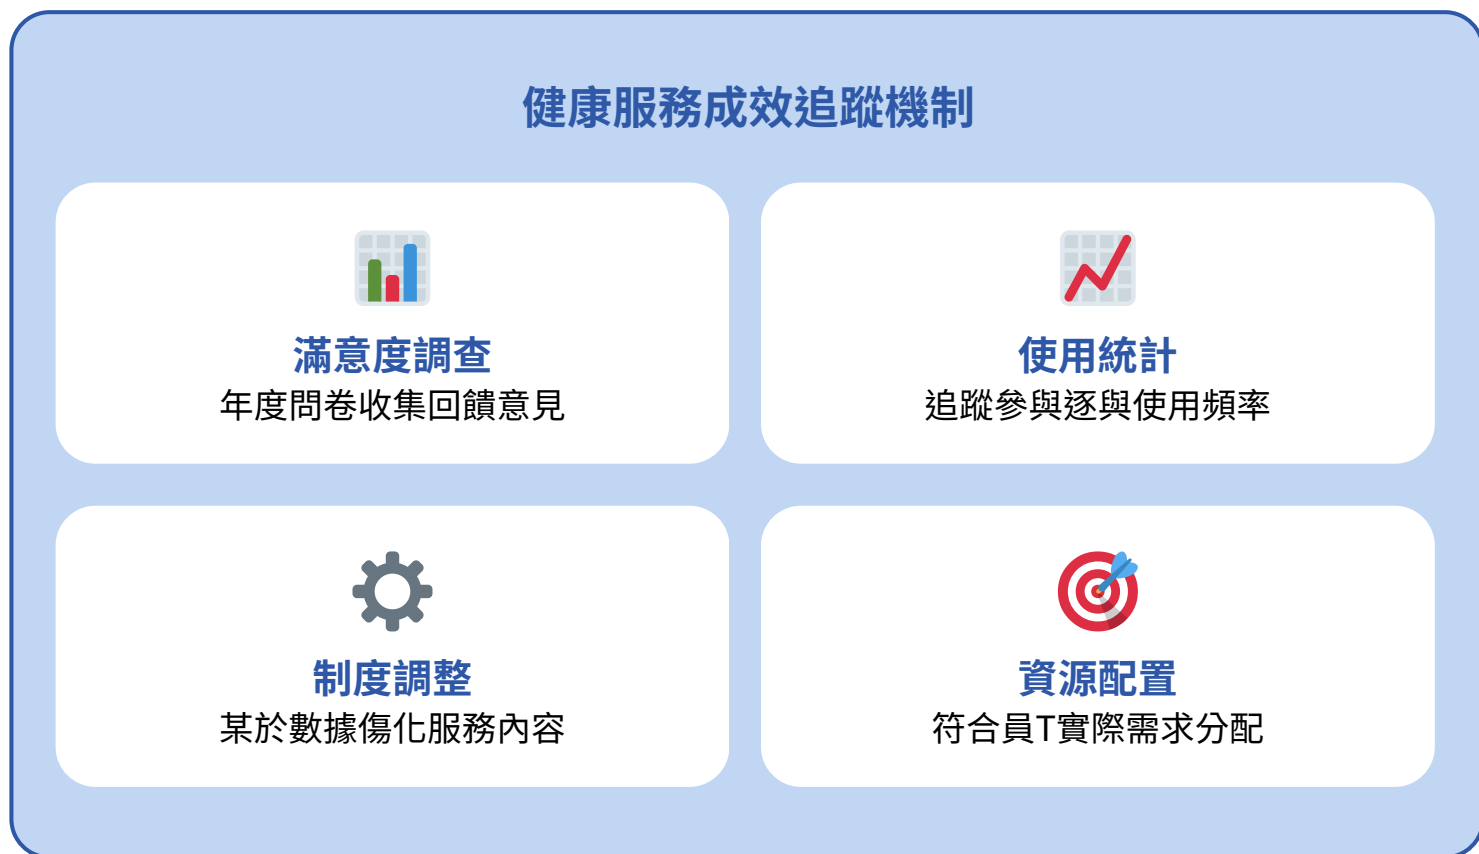 健康服務成效追蹤機制
滿意度調查
年度問卷收集回饋意見
使用統計
追蹤參與逐與使用頻率
制度調整
某於數據傷化服務內容
資源配置
符合員T實際需求分配